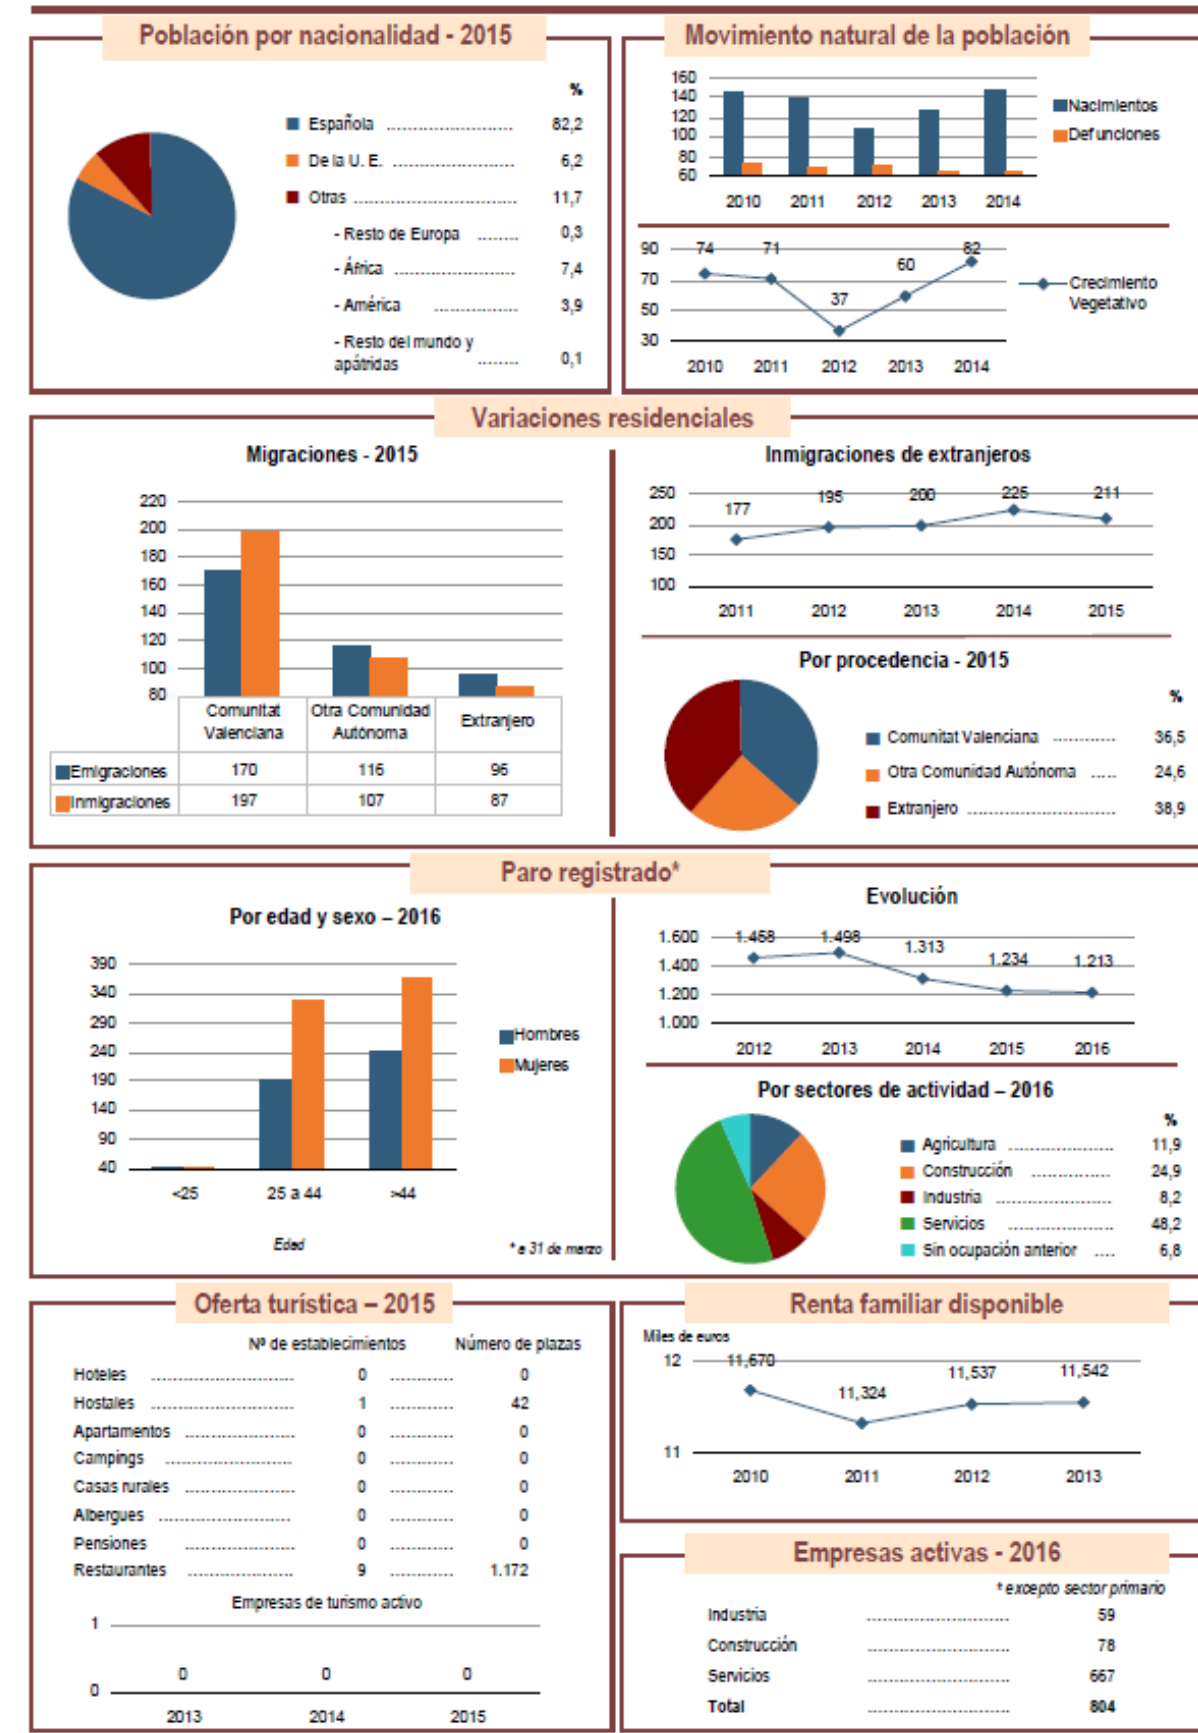 Población por nacionalidad - 2015
%
Española 82,2
De la U. E. 6,2
Otras 11,7
- Resto de Europa 0,3
- África 7,4
- América 3,9
- Resto del mundo y
apátridas 0,1
Movimiento natural de la población
160
140
120
100
80
60
2010 2011 2012 2013 2014
Nacimientos
Defunciones
90
70
50
30
74 71 37 60 82
2010 2011 2012 2013 2014
Crecimiento
Vegetativo
Variaciones residenciales
Migraciones - 2015
220
200
180
160
140
120
100
80
Comunitat
Valenciana
Otra Comunidad
Autónoma
Extranjero
Emigraciones 170 116 96
Inmigraciones 197 107 87
Inmigraciones de extranjeros
250
200
150
100
177 195 200 225 211
2011 2012 2013 2014 2015
Por procedencia - 2015
%
Comunitat Valenciana 36,5
Otra Comunidad Autónoma 24,6
Extranjero 38,9
Paro registrado*
Por edad y sexo – 2016
390
340
290
240
190
140
90
40
<25 25 a 44 >44
Edad
Hombres
Mujeres
* a 31 de marzo
Evolución
1.600
1.400
1.200
1.000
1.458 1.498 1.313 1.234 1.213
2012 2013 2014 2015 2016
Por sectores de actividad – 2016
%
Agricultura 11,9
Construcción 24,9
Industria 8,2
Servicios 48,2
Sin ocupación anterior 6,8
Oferta turística – 2015
Nº de establecimientos Número de plazas
Hoteles 0 0
Hostales 1 42
Apartamentos 0 0
Campings 0 0
Casas rurales 0 0
Albergues 0 0
Pensiones 0 0
Restaurantes 9 1.172
Empresas de turismo activo
1
0
0 0 0
2013 2014 2015
Renta familiar disponible
Miles de euros
12
11
11,670 11,324 11,537 11,542
2010 2011 2012 2013
Empresas activas - 2016
* excepto sector primario
Industria 59
Construcción 78
Servicios 667
Total 804